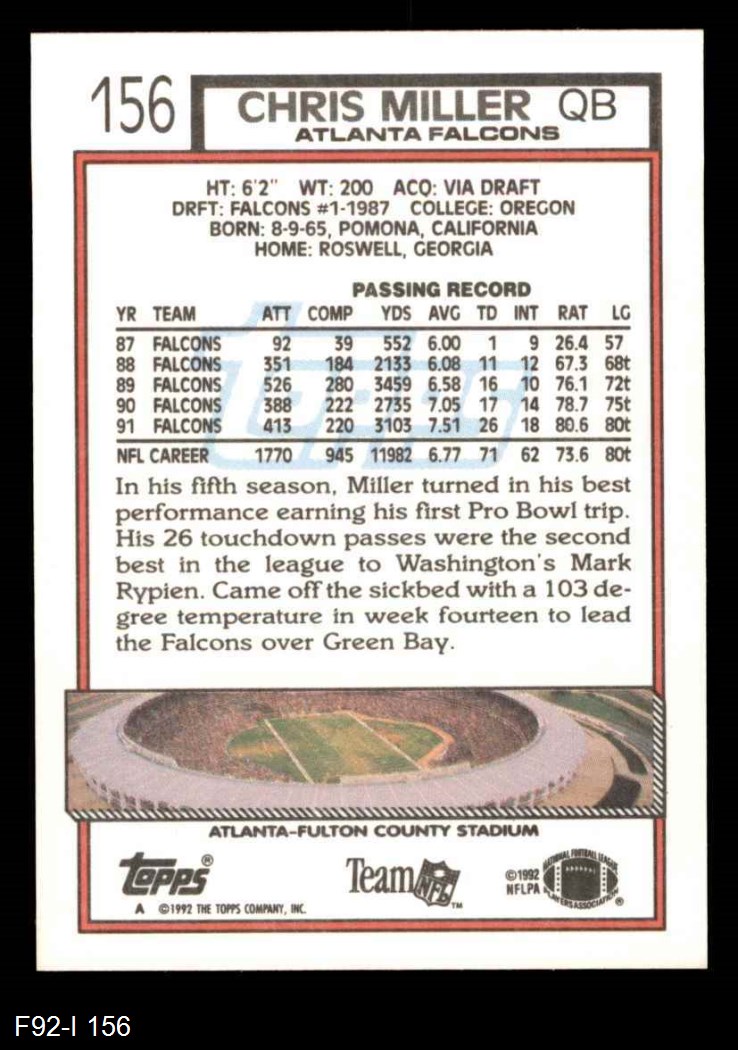 156 CHRIS MILLER QB
ATLANTA FALCONS
HT: 6'2" WT: 200 ACQ: VIA DRAFT
DRFT: FALCONS #1-1987 COLLEGE: OREGON
BORN: 8-9-65, POMONA, CALIFORNIA
HOME: ROSWELL, GEORGIA
PASSING RECORD
YR TEAM ATT COMP YDS AVG TD INT RAT LG
87 FALCONS 92 39 552 6.00 1 9 26.4 57
88 FALCONS 351 184 2133 6.08 11 12 67.3 68t
89 FALCONS 526 280 3459 6.58 16 10 76.1 72t
90 FALCONS 388 222 2735 7.05 17 14 78.7 75t
91 FALCONS 413 220 3103 7.51 26 18 80.6 80t
NFL CAREER 1770 945 11982 6.77 71 62 73.6 80t
topps
In his fifth season, Miller turned in his best
performance earning his first Pro Bowl trip.
His 26 touchdown passes were the second
best in the league to Washington's Mark
Rypien. Came off the sickbed with a 103 de-
gree temperature in week fourteen to lead
the Falcons over Green Bay.
ATLANTA-FULTON COUNTY STADIUM
topps®
A ©1992 THE TOPPS COMPANY, INC.
Team NFL™
©1992
NFLPA
NATIONAL FOOTBALL LEAGUE
PLAYERS ASSOCIATION ®
F92-I 156